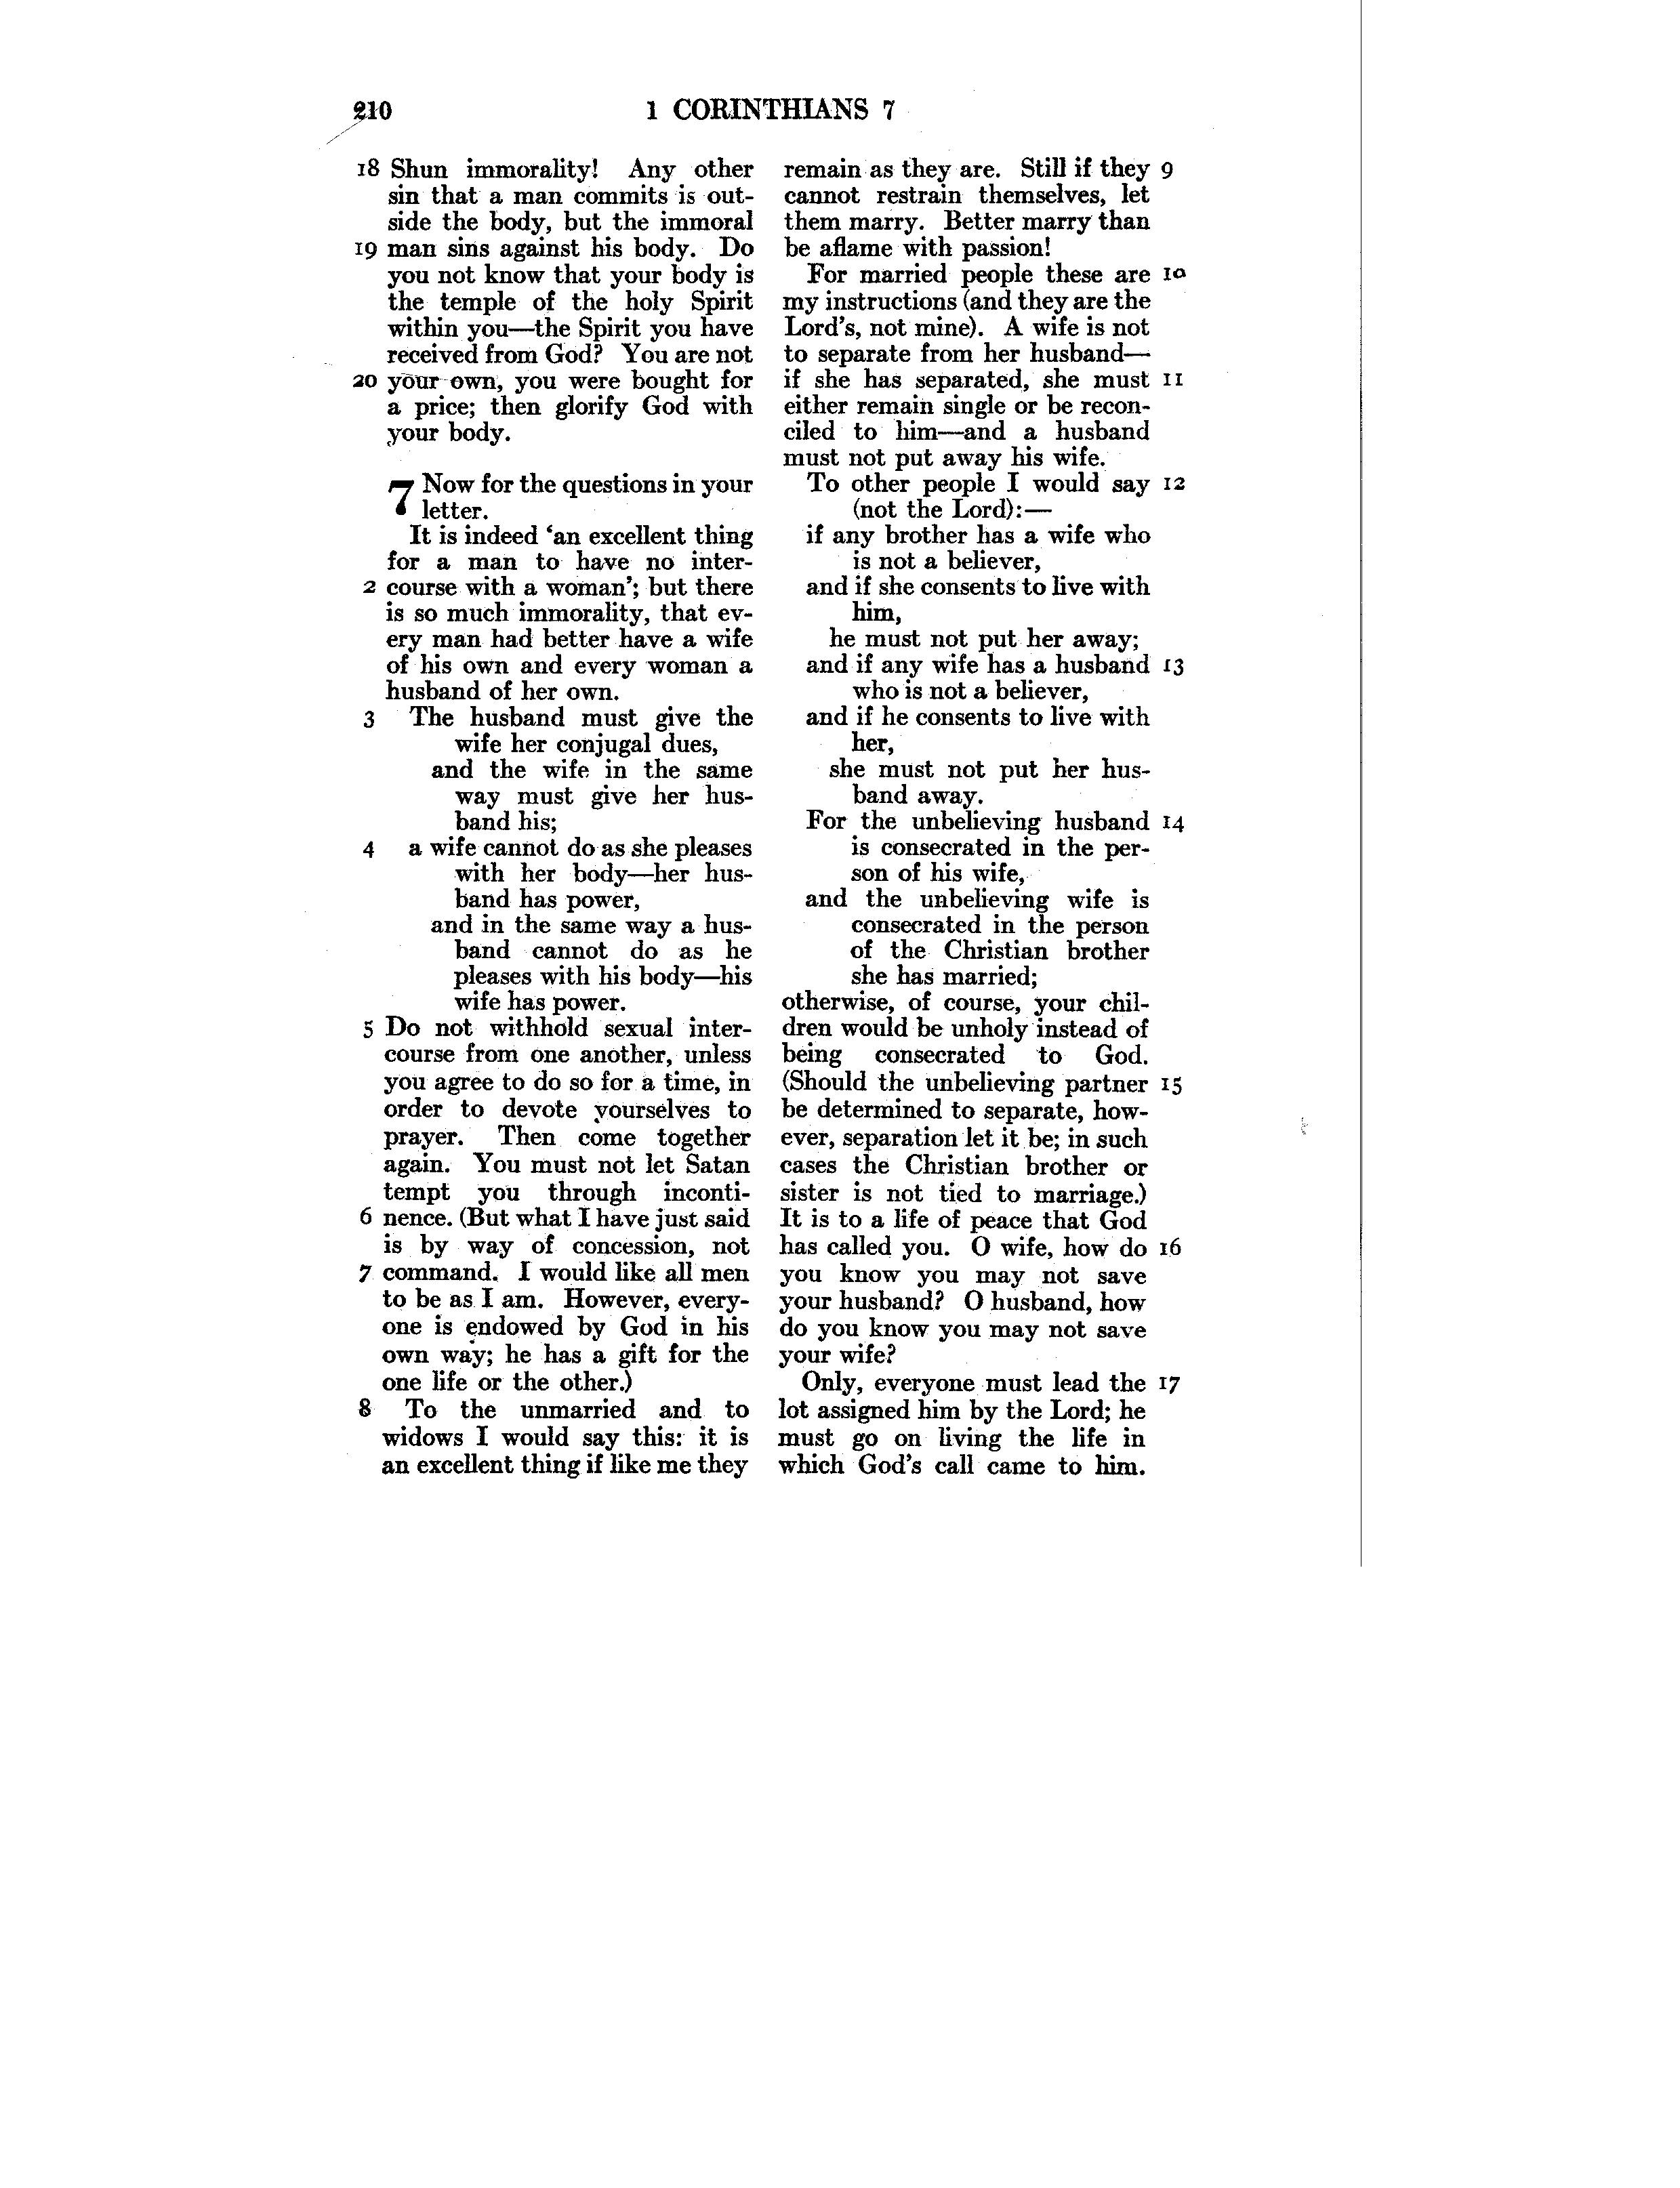 210
1 CORINTHIANS 7
18 Shun immorality! Any other
sin that a man commits is out-
side the body, but the immoral
19 man sins against his body. Do
you not know that your body is
the temple of the holy Spirit
within you—the Spirit you have
received from God? You are not
20 your own, you were bought for
a price; then glorify God with
your body.
7 Now for the questions in your
letter.
It is indeed ‘an excellent thing
for a man to have no inter-
2 course with a woman’; but there
is so much immorality, that ev-
ery man had better have a wife
of his own and every woman a
husband of her own.
3 The husband must give the
wife her conjugal dues,
and the wife in the same
way must give her hus-
band his;
4 a wife cannot do as she pleases
with her body—her hus-
band has power,
and in the same way a hus-
band cannot do as he
pleases with his body—his
wife has power.
5 Do not withhold sexual inter-
course from one another, unless
you agree to do so for a time, in
order to devote yourselves to
prayer. Then come together
again. You must not let Satan
tempt you through inconti-
6 nence. (But what I have just said
is by way of concession, not
7 command. I would like all men
to be as I am. However, every-
one is endowed by God in his
own way; he has a gift for the
one life or the other.)
8 To the unmarried and to
widows I would say this: it is
an excellent thing if like me they
remain as they are. Still if they 9
cannot restrain themselves, let
them marry. Better marry than
be aflame with passion!
For married people these are 10
my instructions (and they are the
Lord's, not mine). A wife is not
to separate from her husband—
if she has separated, she must 11
either remain single or be recon-
ciled to him—and a husband
must not put away his wife.
To other people I would say 12
(not the Lord):—
if any brother has a wife who
is not a believer,
and if she consents to live with
him,
he must not put her away;
and if any wife has a husband 13
who is not a believer,
and if he consents to live with
her,
she must not put her hus-
band away.
For the unbelieving husband 14
is consecrated in the per-
son of his wife,
and the unbelieving wife is
consecrated in the person
of the Christian brother
she has married;
otherwise, of course, your chil-
dren would be unholy instead of
being consecrated to God.
(Should the unbelieving partner 15
be determined to separate, how-
ever, separation let it be; in such
cases the Christian brother or
sister is not tied to marriage.)
It is to a life of peace that God
has called you. O wife, how do 16
you know you may not save
your husband? O husband, how
do you know you may not save
your wife?
Only, everyone must lead the 17
lot assigned him by the Lord; he
must go on living the life in
which God's call came to him.